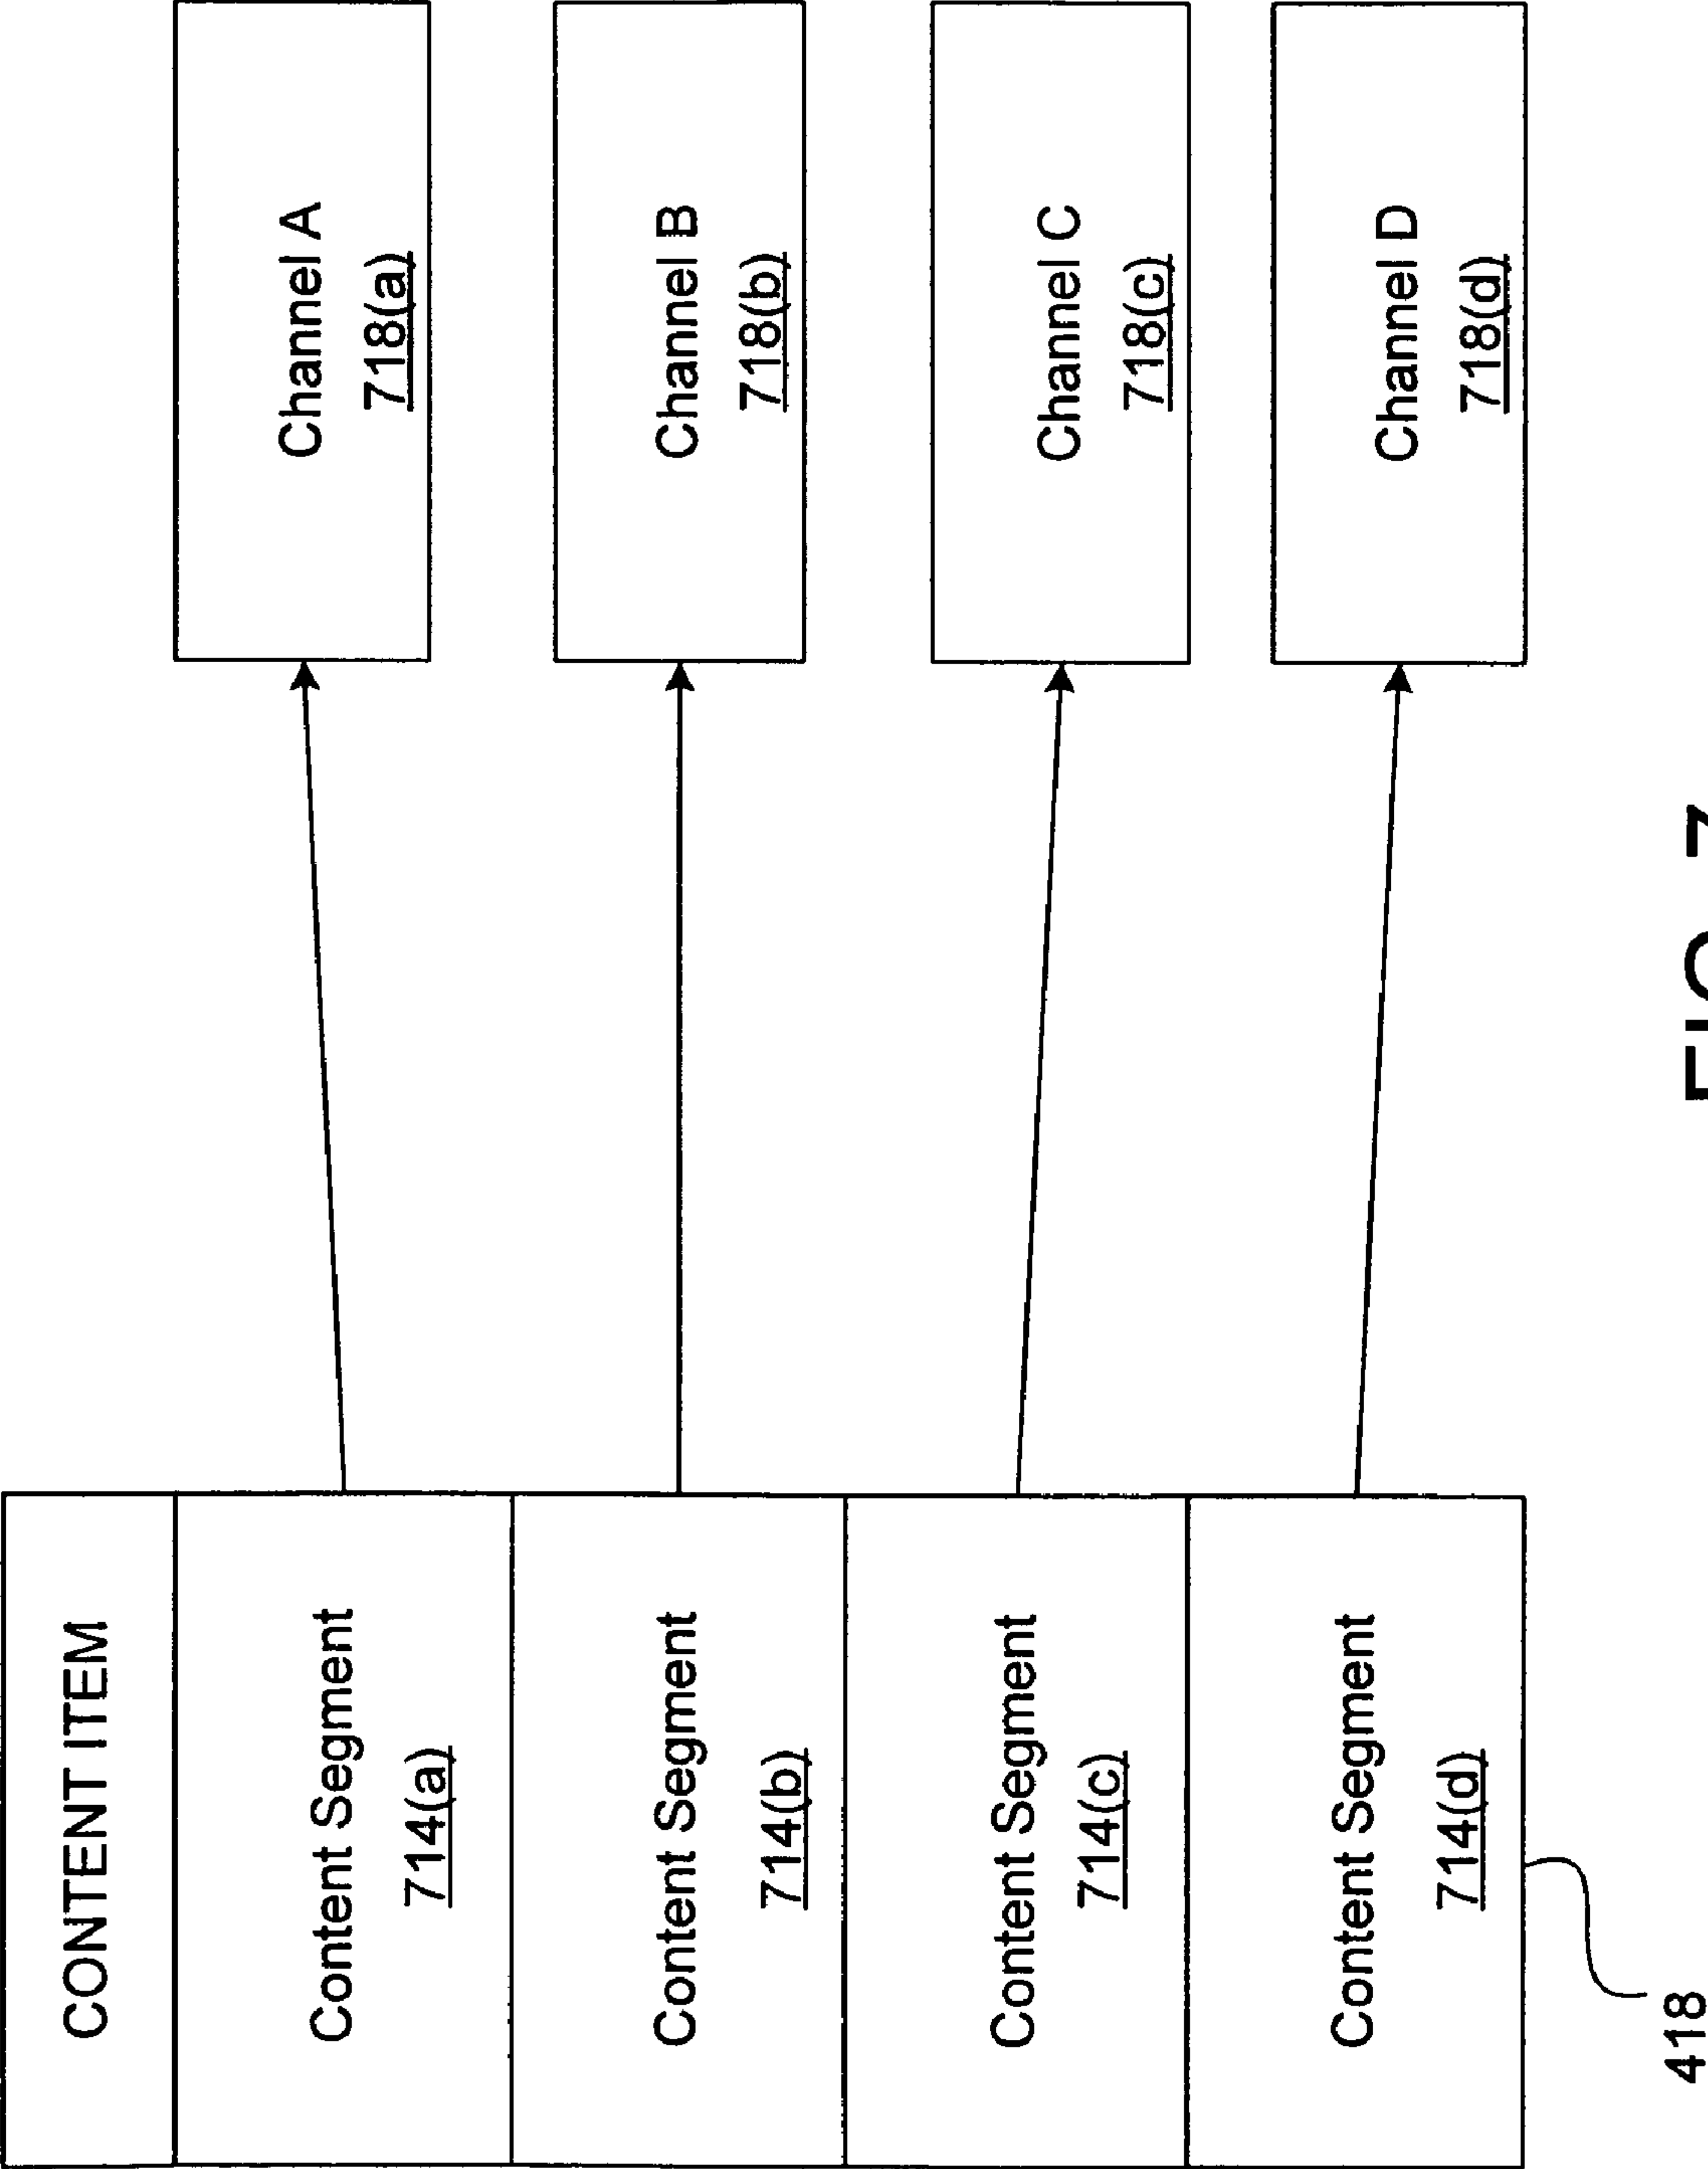 CONTENT ITEM
Content Segment
714(a)
Content Segment
714(b)
Content Segment
714(c)
Content Segment
714(d)
418
Channel A
718(a)
Channel B
718(b)
Channel C
718(c)
Channel D
718(d)